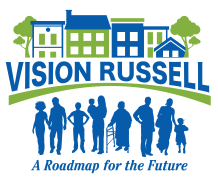 VISION RUSSELL
A Roadmap for the Future